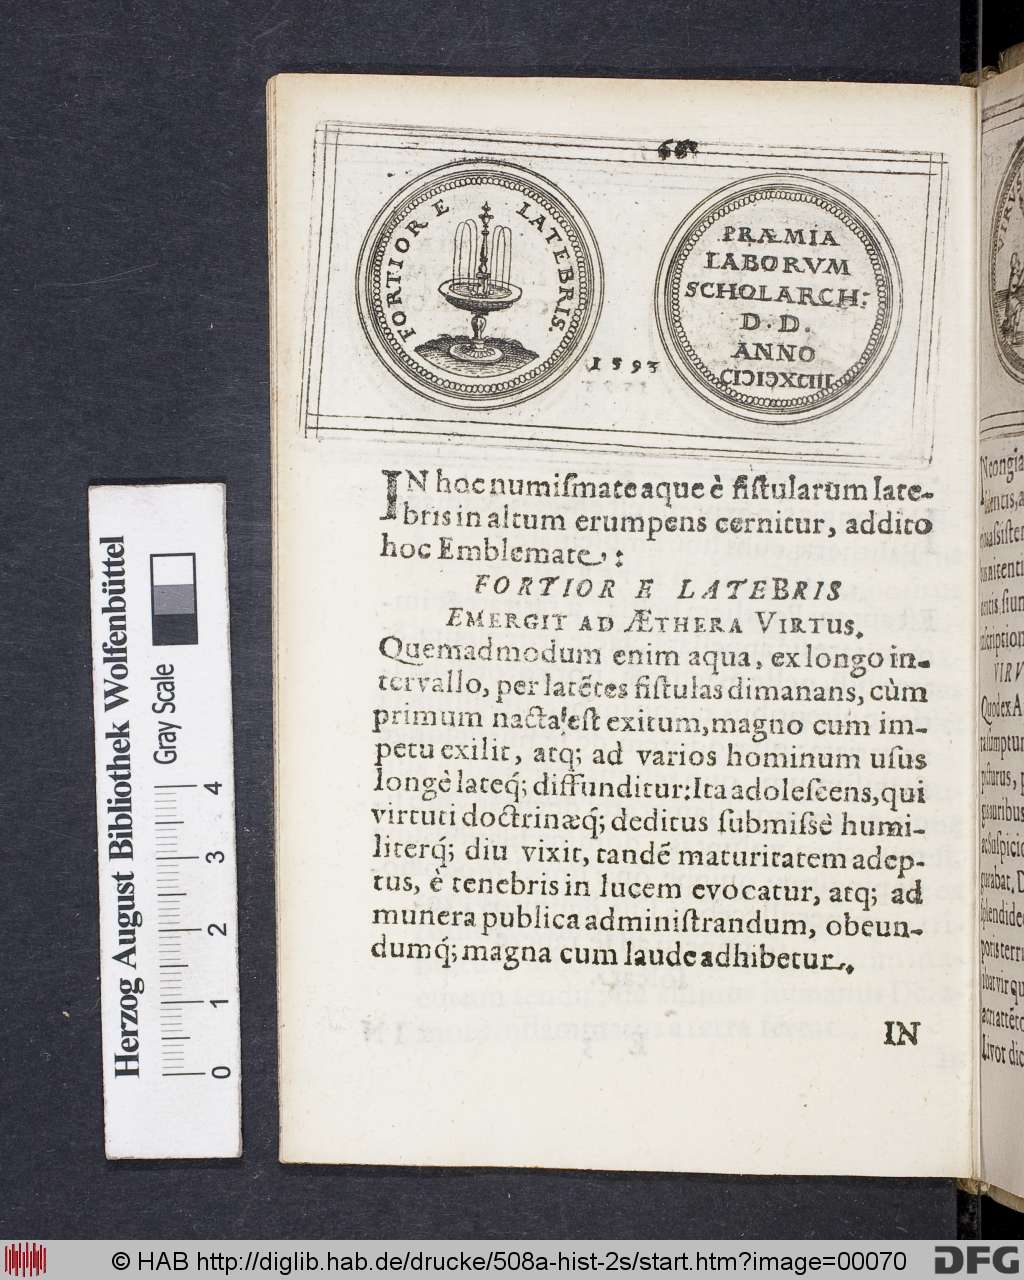 66
FORTIOR E LATEBRIS.
PRÆMIA
LABORVM
SCHOLARCH:
D. D.
ANNO
CIↃIↃXCIIII
1593
IN hoc numiſmate aque è fiſtularum late-
bris in altum erumpens cernitur, addito
hoc Emblemate:
FORTIOR E LATEBRIS
EMERGIT AD ÆTHERA VIRTUS.
Quemadmodum enim aqua, ex longo in-
tervallo, per latẽtes fiſtulas dimanans, cùm
primum nacta eſt exitum, magno cum im-
petu exilit, atq; ad varios hominum uſus
longè lateq́; diffunditur: Ita adoleſcens, qui
virtuti doctrinæq́; deditus ſubmiſsè humi-
literq́; diu vixit, tandẽ maturitatem adep-
tus, è tenebris in lucem evocatur, atq; ad
munera publica adminiſtrandum, obeun-
dumq́; magna cum laude adhibetur.
IN
Herzog August Bibliothek Wolfenbüttel
Gray Scale
0 1 2 3 4
© HAB http://diglib.hab.de/drucke/508a-hist-2s/start.htm?image=00070
DFG